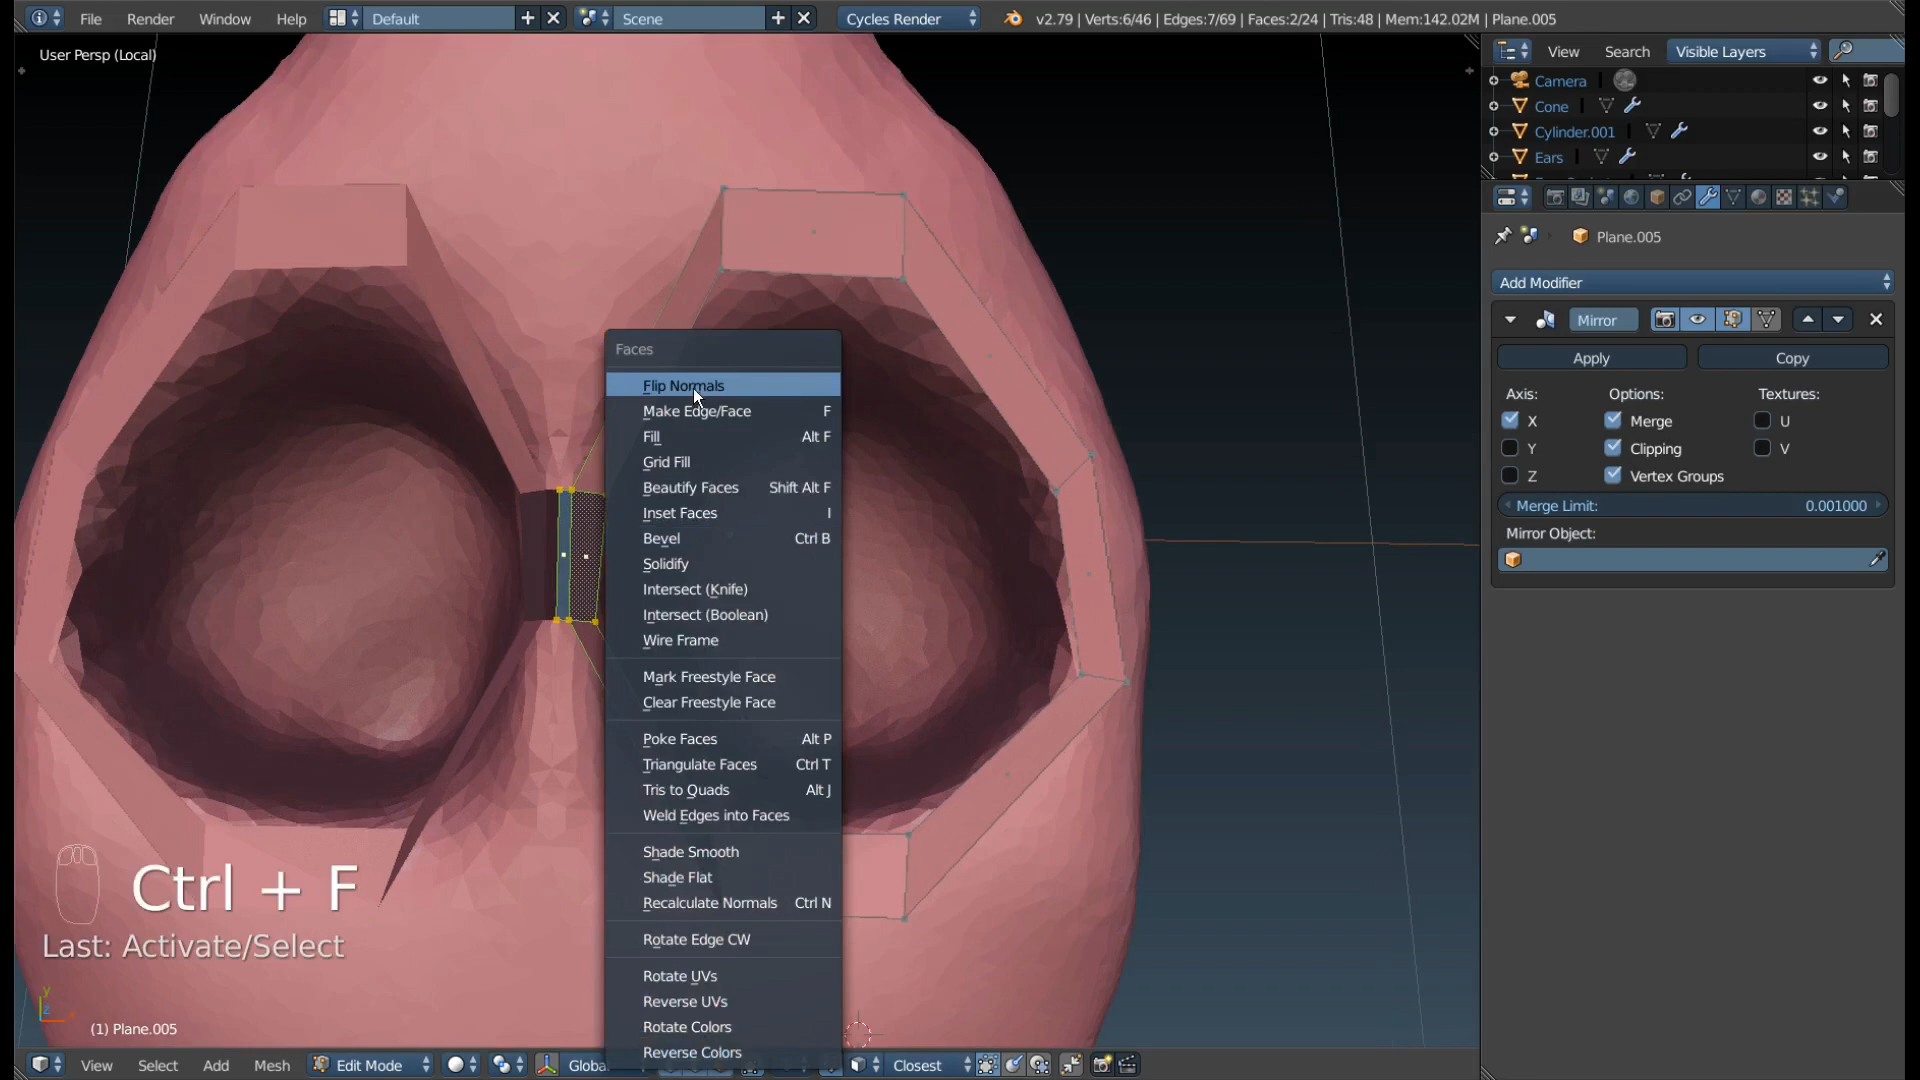 File Render Window Help Default Scene Cycles Render v2.79 | Verts:6/46 | Edges:7/69 | Faces:2/24 | Tris:48 | Mem:142.02M | Plane.005
User Persp (Local)
View Search Visible Layers
Camera
Cone
Cylinder.001
Ears
Plane.005
Add Modifier
Mirror
Apply Copy
Axis: Options: Textures:
X Merge U
Y Clipping V
Z Vertex Groups
Merge Limit: 0.001000
Mirror Object:
Faces
Flip Normals
Make Edge/Face F
Fill Alt F
Grid Fill
Beautify Faces Shift Alt F
Inset Faces I
Bevel Ctrl B
Solidify
Intersect (Knife)
Intersect (Boolean)
Wire Frame
Mark Freestyle Face
Clear Freestyle Face
Poke Faces Alt P
Triangulate Faces Ctrl T
Tris to Quads Alt J
Weld Edges into Faces
Shade Smooth
Shade Flat
Recalculate Normals Ctrl N
Rotate Edge CW
Rotate UVs
Reverse UVs
Rotate Colors
Reverse Colors
Ctrl + F
Last: Activate/Select
y
z
x
(1) Plane.005
View Select Add Mesh Edit Mode Globa Closest